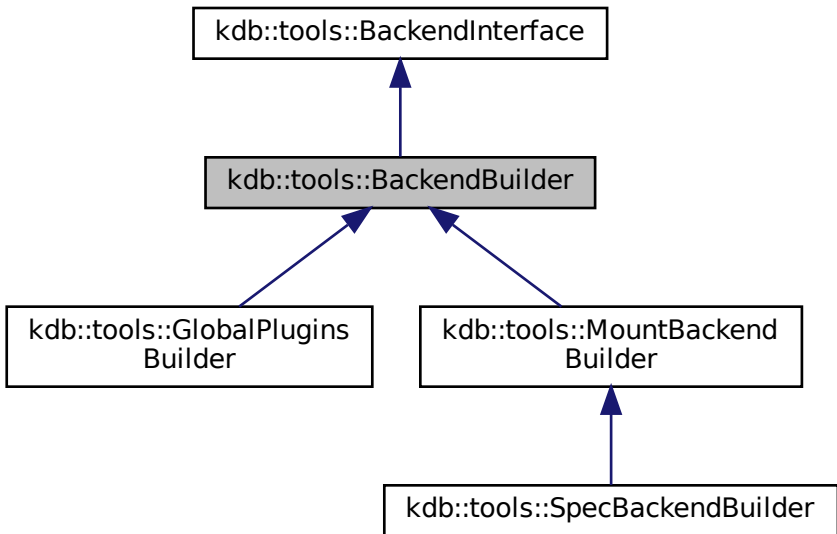 kdb::tools::BackendInterface
kdb::tools::BackendBuilder
kdb::tools::GlobalPlugins
Builder
kdb::tools::MountBackend
Builder
kdb::tools::SpecBackendBuilder